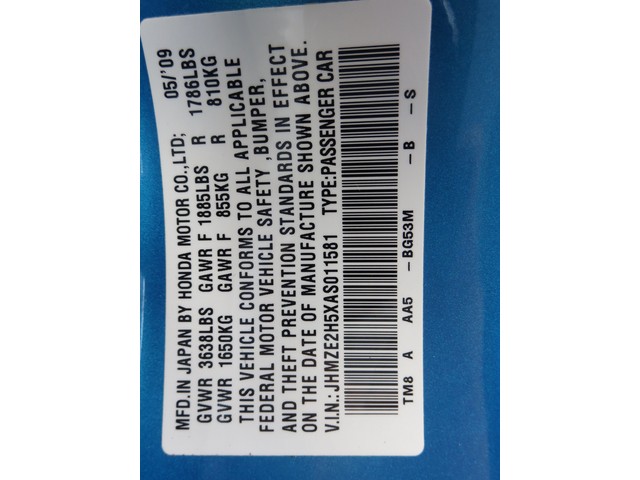 MFD.IN JAPAN BY HONDA MOTOR CO.,LTD; 05/'09
GVWR 3638LBS GAWR F 1885LBS R 1786LBS
GVWR 1650KG GAWR F 855KG R 810KG
THIS VEHICLE CONFORMS TO ALL APPLICABLE
FEDERAL MOTOR VEHICLE SAFETY ,BUMPER,
AND THEFT PREVENTION STANDARDS IN EFFECT
ON THE DATE OF MANUFACTURE SHOWN ABOVE.
V.I.N.:JHMZE2H5XAS011581 TYPE:PASSENGER CAR
TM8 A AA5 -BG53M -B -S